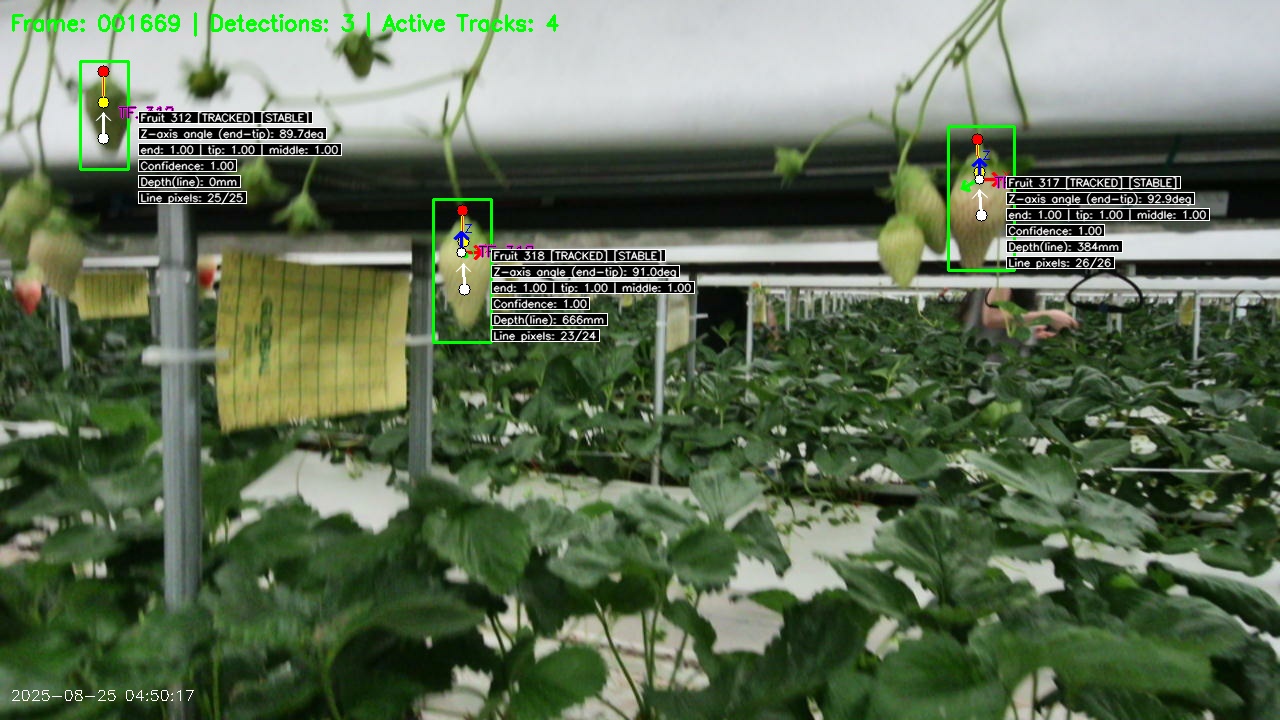 Frame: 001669 | Detections: 3 | Active Tracks: 4
Fruit 312 [TRACKED] [STABLE]
Z-axis angle (end-tip): 89.7deg
end: 1.00 | tip: 1.00 | middle: 1.00
Confidence: 1.00
Depth(line): 0mm
Line pixels: 25/25
Z
Fruit 317 [TRACKED] [STABLE]
Z-axis angle (end-tip): 92.9deg
end: 1.00 | tip: 1.00 | middle: 1.00
Confidence: 1.00
Depth(line): 384mm
Line pixels: 26/26
Z
Fruit 318 [TRACKED] [STABLE]
Z-axis angle (end-tip): 91.0deg
end: 1.00 | tip: 1.00 | middle: 1.00
Confidence: 1.00
Depth(line): 666mm
Line pixels: 23/24
2025-08-25 04:50:17